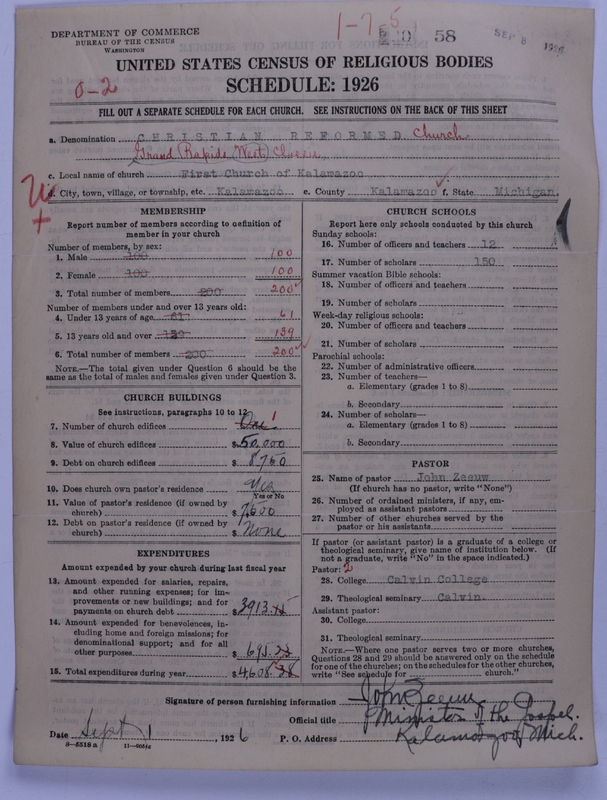 1-75
DEPARTMENT OF COMMERCE
BUREAU OF THE CENSUS
WASHINGTON
58
SEP 8 1926
UNITED STATES CENSUS OF RELIGIOUS BODIES
0-2
SCHEDULE: 1926
FILL OUT A SEPARATE SCHEDULE FOR EACH CHURCH. SEE INSTRUCTIONS ON THE BACK OF THIS SHEET
a. Denomination CHRISTIAN REFORMED Church
Grand Rapids (West) Classis
c. Local name of church First Church of Kalamazoo
d. City, town, village, or township, etc. Kalamazoo e. County Kalamazoo f. State Michigan.
MEMBERSHIP
Report number of members according to definition of
member in your church
Number of members, by sex:
1. Male 100 100
2. Female 100 100
3. Total number of members 200 200
Number of members under and over 13 years old:
4. Under 13 years of age 61 61
5. 13 years old and over 139
6. Total number of members 200 200
NOTE.—The total given under Question 6 should be the
same as the total of males and females given under Question 3.
CHURCH BUILDINGS
See instructions, paragraphs 10 to 12
7. Number of church edifices One 1
8. Value of church edifices $50,000
9. Debt on church edifices $ 8750
10. Does church own pastor's residence Yes
Yes or No
11. Value of pastor's residence (if owned by
church) $7500
12. Debt on pastor's residence (if owned by
church) $ None
EXPENDITURES
Amount expended by your church during last fiscal year
13. Amount expended for salaries, repairs,
and other running expenses; for im-
provements or new buildings; and for
payments on church debt $3913.
14. Amount expended for benevolences, in-
cluding home and foreign missions; for
denominational support; and for all
other purposes $
15. Total expenditures during year $4,608.
CHURCH SCHOOLS
Report here only schools conducted by this church
Sunday schools:
16. Number of officers and teachers 12
17. Number of scholars 150
Summer vacation Bible schools:
18. Number of officers and teachers
19. Number of scholars
Week-day religious schools:
20. Number of officers and teachers
21. Number of scholars
Parochial schools:
22. Number of administrative officers
23. Number of teachers—
a. Elementary (grades 1 to 8)
b. Secondary
24. Number of scholars—
a. Elementary (grades 1 to 8)
b. Secondary
PASTOR
25. Name of pastor John Zeeuw
(If church has no pastor, write "None")
26. Number of ordained ministers, if any, em-
ployed as assistant pastors
27. Number of other churches served by the
pastor or his assistants
If pastor (or assistant pastor) is a graduate of a college or
theological seminary, give name of institution below. (If
not a graduate, write "No" in the space indicated.)
Pastor: 2
28. College Calvin College
29. Theological seminary Calvin.
Assistant pastor:
30. College
31. Theological seminary
NOTE.—Where one pastor serves two or more churches,
Questions 28 and 29 should be answered only on the schedule
for one of the churches; on the schedules for the other churches,
write "See schedule for church."
Signature of person furnishing information John Zeeuw
Official title Minister of the Gospel.
Date Sept 1, 1926 P. O. Address Kalamazoo, Mich.